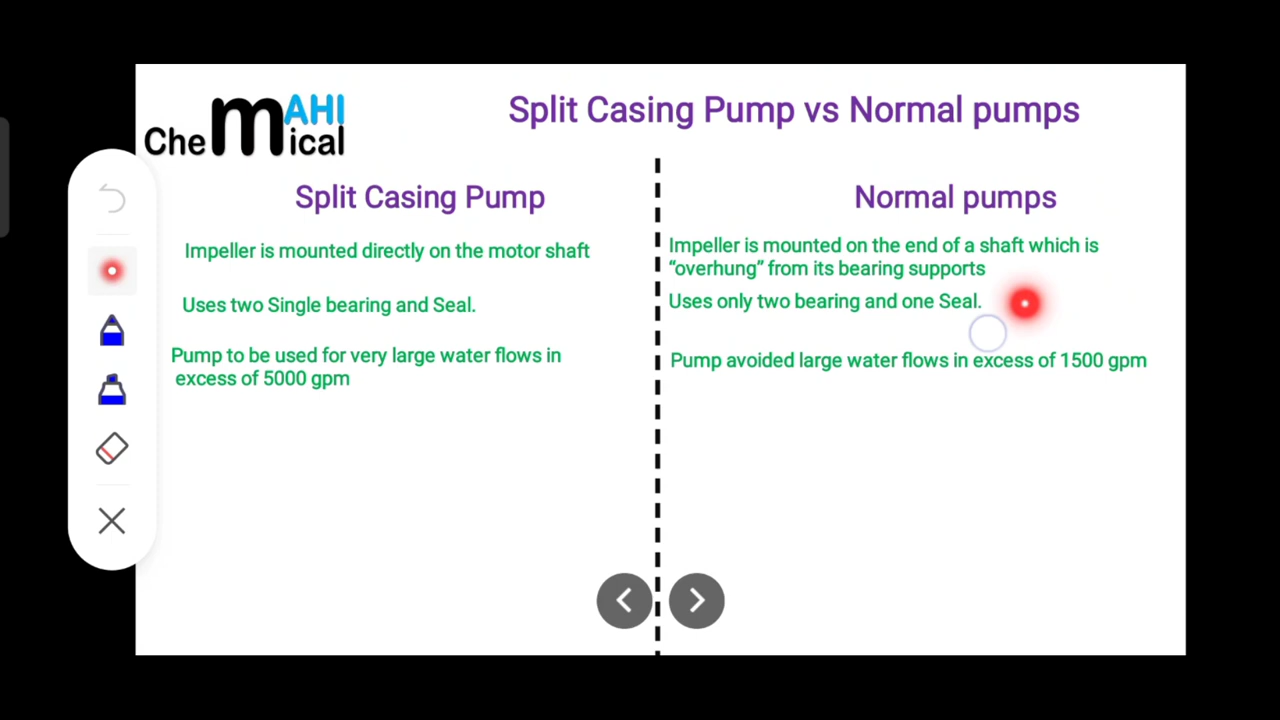 CheMAHImical
Split Casing Pump vs Normal pumps
Split Casing Pump
Impeller is mounted directly on the motor shaft
Uses two Single bearing and Seal.
Pump to be used for very large water flows in
excess of 5000 gpm
Normal pumps
Impeller is mounted on the end of a shaft which is
“overhung” from its bearing supports
Uses only two bearing and one Seal.
Pump avoided large water flows in excess of 1500 gpm